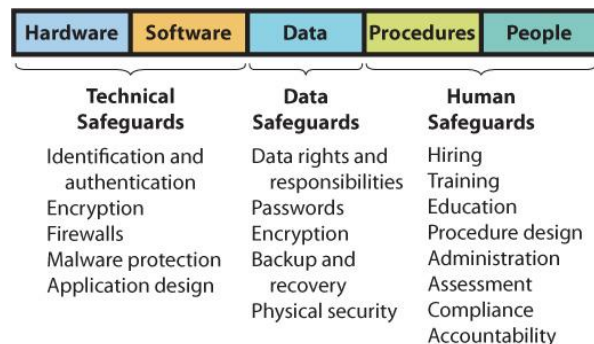 Hardware Software Data Procedures People
Technical
Safeguards
Identification and
authentication
Encryption
Firewalls
Malware protection
Application design
Data
Safeguards
Data rights and
responsibilities
Passwords
Encryption
Backup and
recovery
Physical security
Human
Safeguards
Hiring
Training
Education
Procedure design
Administration
Assessment
Compliance
Accountability